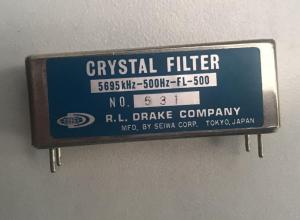 CRYSTAL FILTER
5695kHz-500Hz-FL-500
NO. 531
R.L. DRAKE COMPANY
MFD. BY SEIWA CORP. TOKYO, JAPAN